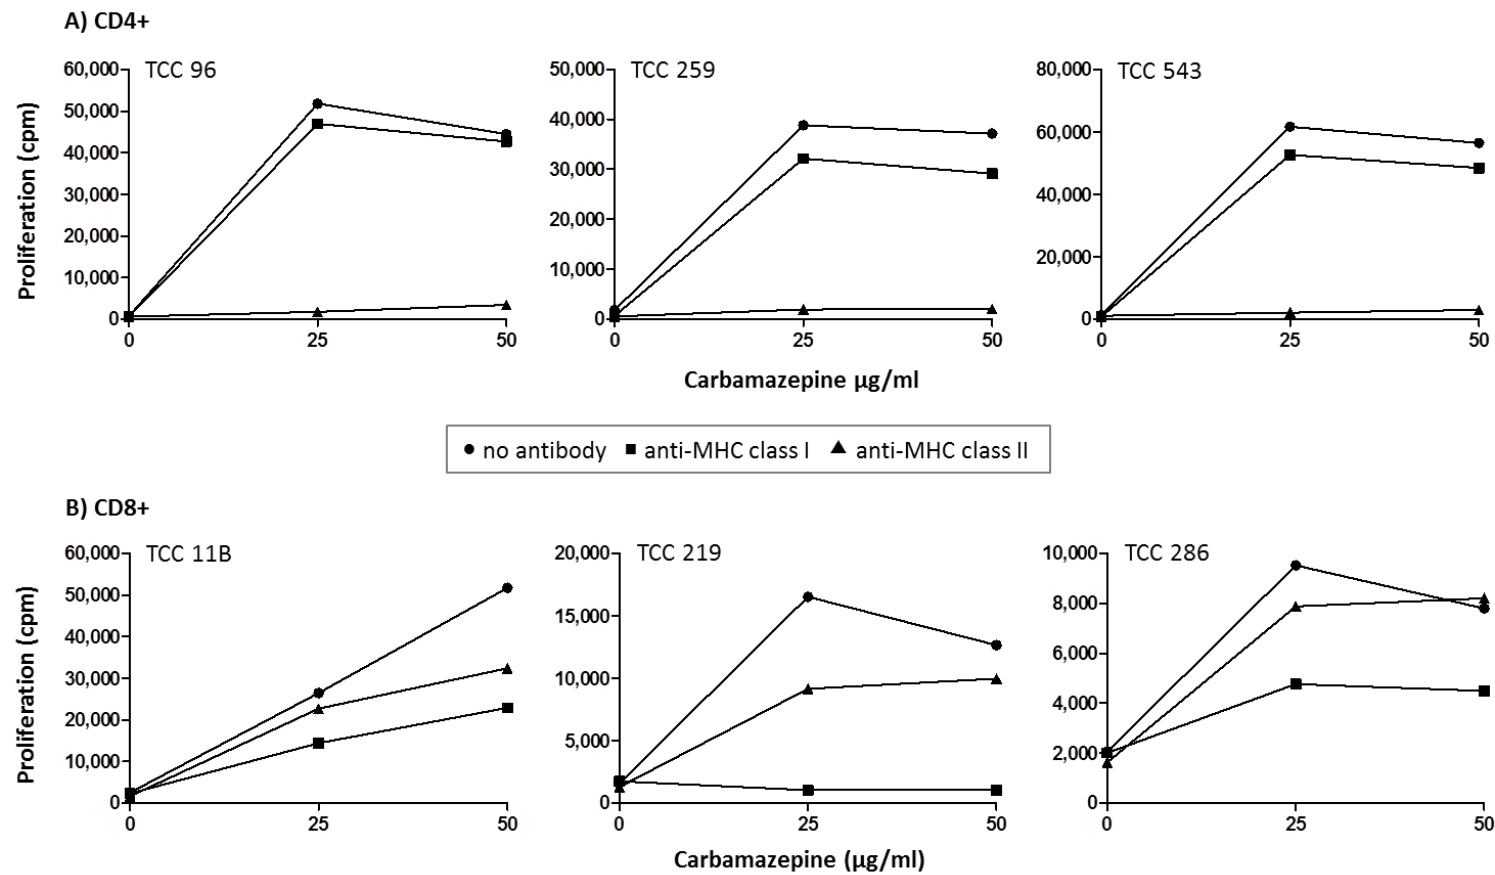 A) CD4+
TCC 96
TCC 259
TCC 543
Proliferation (cpm)
60,000
50,000
40,000
30,000
20,000
10,000
0
0 25 50
50,000
40,000
30,000
20,000
10,000
0
0 25 50
80,000
60,000
40,000
20,000
0
0 25 50
Carbamazepine µg/ml
no antibody anti-MHC class I anti-MHC class II
B) CD8+
TCC 11B
TCC 219
TCC 286
Proliferation (cpm)
60,000
50,000
40,000
30,000
20,000
10,000
0
0 25 50
20,000
15,000
10,000
5,000
0
0 25 50
10,000
8,000
6,000
4,000
2,000
0
0 25 50
Carbamazepine (µg/ml)